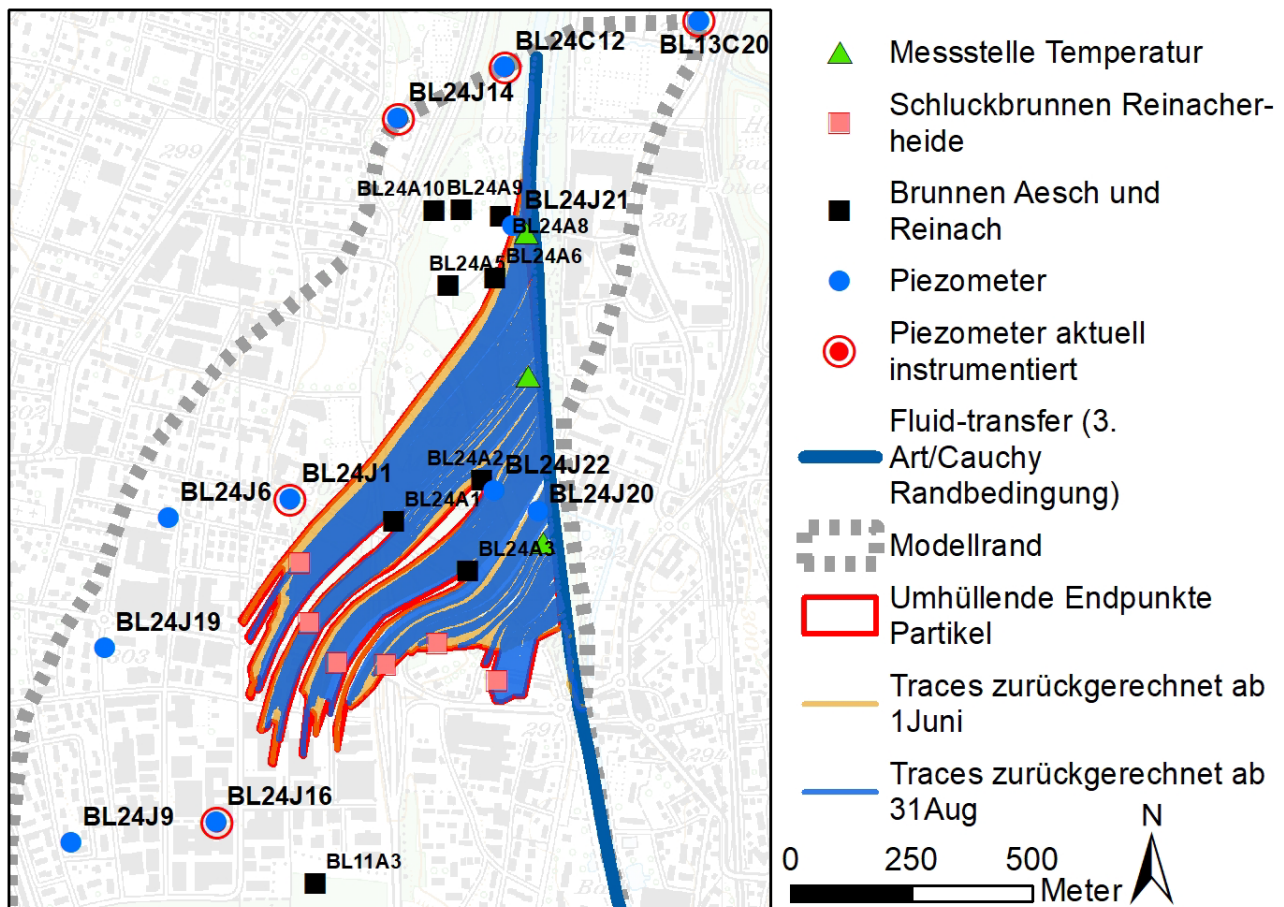 BL24C12
BL13C20
BL24J14
299
BL24A10
BL24A9
BL24J21
BL24A8
BL24A6
BL24A5
BL24A2
BL24J22
BL24J1
BL24J6
BL24A1
BL24J20
BL24A3
BL24J19
BL24J16
BL24J9
BL11A3
Messstelle Temperatur
Schluckbrunnen Reinacher-
heide
Brunnen Aesch und
Reinach
Piezometer
Piezometer aktuell
instrumentiert
Fluid-transfer (3.
Art/Cauchy
Randbedingung)
Modellrand
Umhüllende Endpunkte
Partikel
Traces zurückgerechnet ab
1Juni
Traces zurückgerechnet ab
31Aug
N
0 250 500
Meter